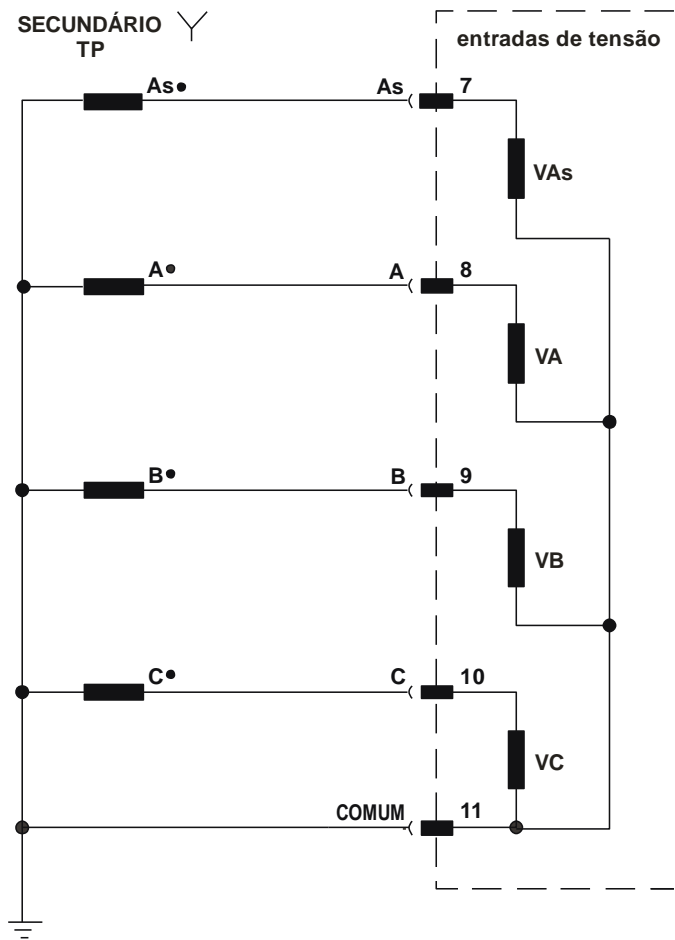 SECUNDÁRIO
TP
entradas de tensão
As
As
7
VAs
A
A
8
VA
B
B
9
VB
C
C
10
VC
COMUM
11